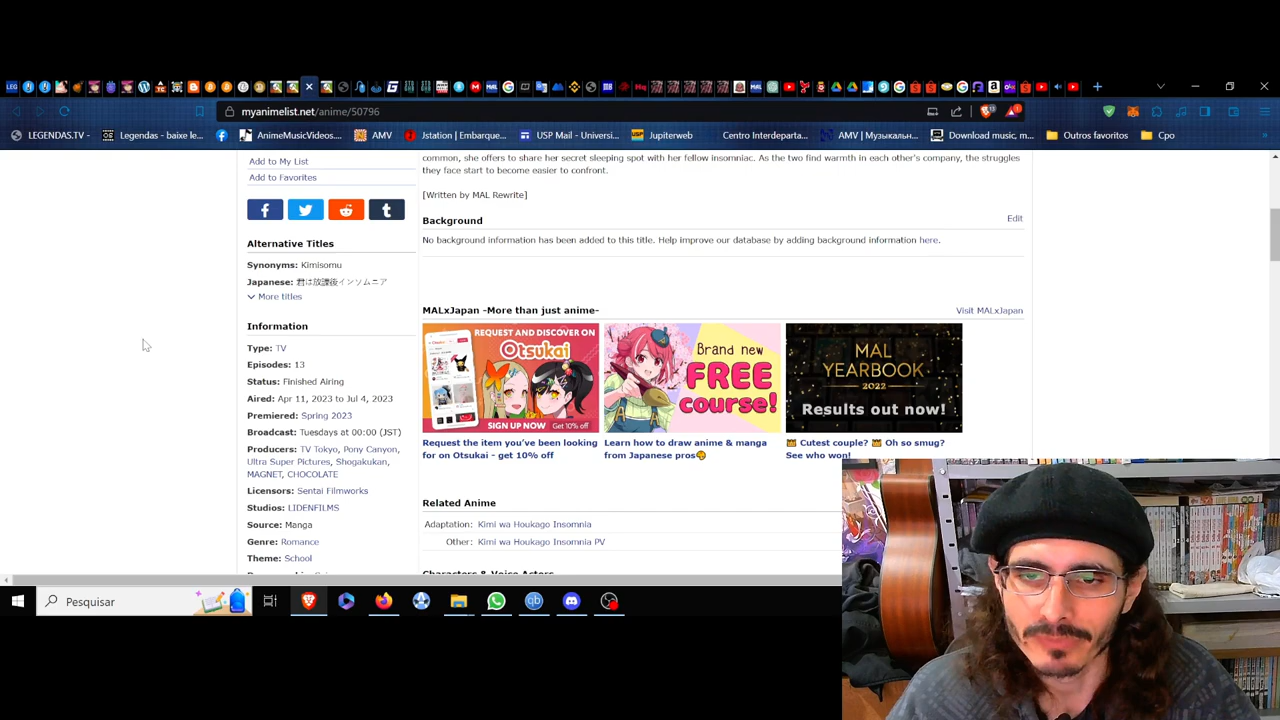 myanimelist.net/anime/50796
LEGENDAS.TV -
Legendas - baixe le...
AnimeMusicVideos....
AMV
Jstation | Embarque...
USP Mail - Universi...
Jupiterweb
Centro Interdeparta...
AMV | Музыкальн...
Download music, m...
Outros favoritos
Cpo
Add to My List
Add to Favorites
Alternative Titles
Synonyms: Kimisomu
Japanese: 君は放課後インソムニア
More titles
Information
Type: TV
Episodes: 13
Status: Finished Airing
Aired: Apr 11, 2023 to Jul 4, 2023
Premiered: Spring 2023
Broadcast: Tuesdays at 00:00 (JST)
Producers: TV Tokyo, Pony Canyon,
Ultra Super Pictures, Shogakukan,
MAGNET, CHOCOLATE
Licensors: Sentai Filmworks
Studios: LIDENFILMS
Source: Manga
Genre: Romance
Theme: School
common, she offers to share her secret sleeping spot with her fellow insomniac. As the two find warmth in each other's company, the struggles
they face start to become easier to confront.
[Written by MAL Rewrite]
Background
Edit
No background information has been added to this title. Help improve our database by adding background information here.
MALxJapan -More than just anime-
Visit MALxJapan
REQUEST AND DISCOVER ON
Otsukai
SIGN UP NOW
Get 10% off
Brand new
FREE
course!
MAL
YEARBOOK
2022
Results out now!
Request the item you've been looking
for on Otsukai - get 10% off
Learn how to draw anime & manga
from Japanese pros
Cutest couple? Oh so smug?
See who won!
Related Anime
Adaptation: Kimi wa Houkago Insomnia
Other: Kimi wa Houkago Insomnia PV
Characters & Voice Actors
Pesquisar